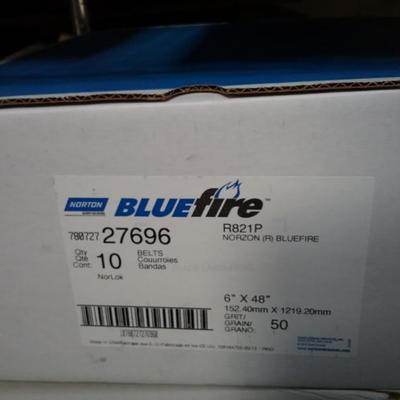 NORTON
BLUEfire
R821P
780727 27696
NORZON (R) BLUEFIRE
Qty
Qté
Cont:
10
BELTS
Courroies
Bandas
NorLok
6" X 48"
152.40mm X 1219.20mm
GRIT/
GRAIN/
GRANO:
50